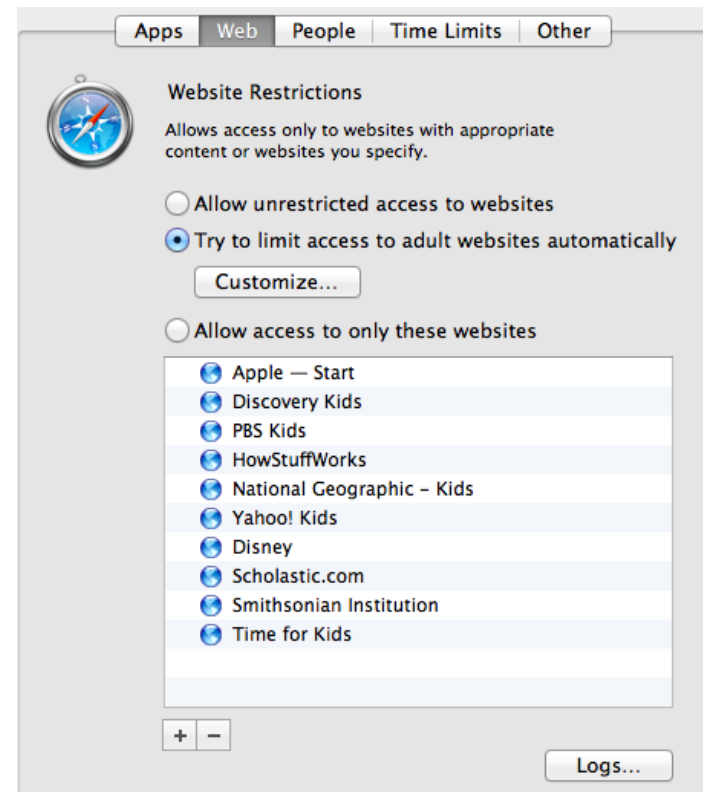 Apps Web People Time Limits Other
Website Restrictions
Allows access only to websites with appropriate
content or websites you specify.
Allow unrestricted access to websites
Try to limit access to adult websites automatically
Customize...
Allow access to only these websites
Apple — Start
Discovery Kids
PBS Kids
HowStuffWorks
National Geographic – Kids
Yahoo! Kids
Disney
Scholastic.com
Smithsonian Institution
Time for Kids
+ −
Logs...